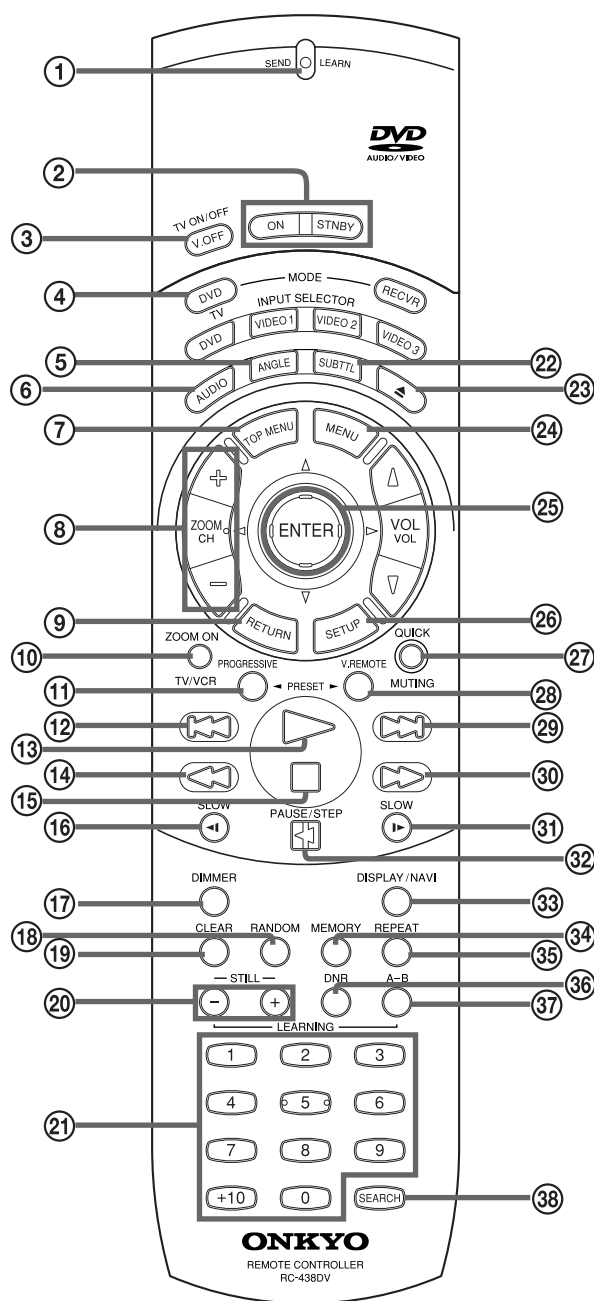 1 SEND LEARN
DVD
AUDIO/VIDEO
2
TV ON/OFF
3 V.OFF ON STNBY
4 DVD MODE RECVR
TV INPUT SELECTOR
DVD VIDEO 1 VIDEO 2 VIDEO 3
5 ANGLE SUBTTL 22
6 AUDIO 23
7 TOP MENU MENU 24
25
8 ZOOM ENTER VOL
CH VOL
9 RETURN SETUP 26
ZOOM ON QUICK
10 27
PROGRESSIVE V.REMOTE
TV/VCR PRESET MUTING
11 28
12 29
13
14 30
15
SLOW SLOW
16 PAUSE/STEP 31
32
DIMMER DISPLAY/NAVI
17 33
18 34
CLEAR RANDOM MEMORY REPEAT
19 35
– STILL – DNR A–B 36
20 – + 37
LEARNING
1 2 3
4 5 6
21
7 8 9
+10 0 SEARCH 38
ONKYO
REMOTE CONTROLLER
RC-438DV